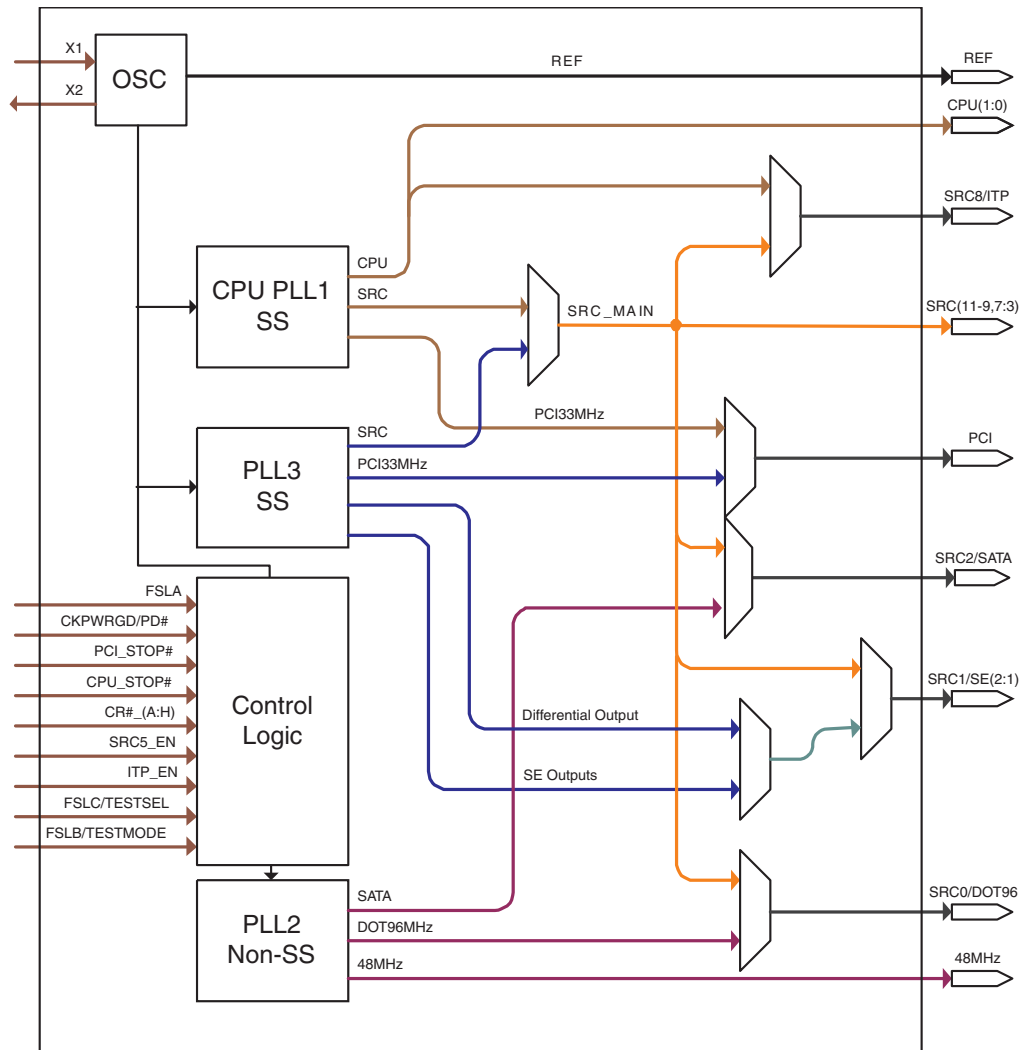 X1
X2
OSC
REF
REF
CPU(1:0)
SRC8/ITP
CPU PLL1
SS
CPU
SRC
SRC_MAIN
SRC(11-9,7:3)
PCI33MHz
PCI
PLL3
SS
SRC
PCI33MHz
SRC2/SATA
FSLA
CKPWRGD/PD#
PCI_STOP#
CPU_STOP#
CR#_(A:H)
SRC5_EN
ITP_EN
FSLC/TESTSEL
FSLB/TESTMODE
Control
Logic
Differential Output
SE Outputs
SRC1/SE(2:1)
PLL2
Non-SS
SATA
DOT96MHz
48MHz
SRC0/DOT96
48MHz